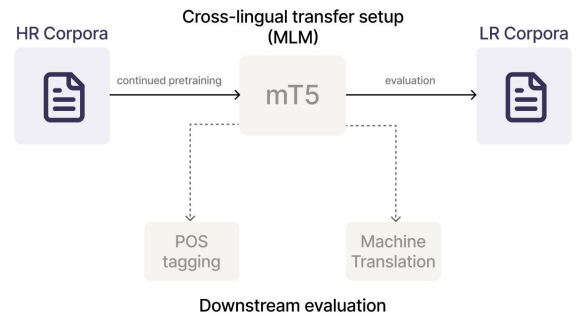 Cross-lingual transfer setup
(MLM)
HR Corpora
LR Corpora
continued pretraining
mT5
evaluation
POS
tagging
Machine
Translation
Downstream evaluation